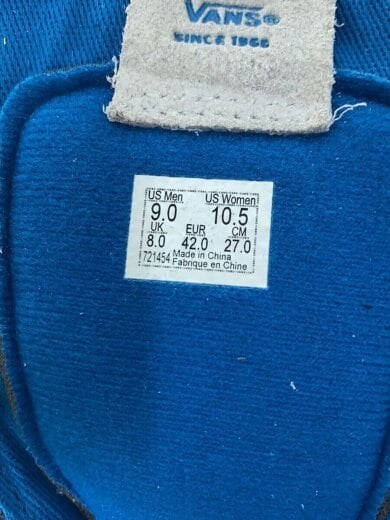 VANS®
SINCE 1966
US Men US Women
9.0 10.5
UK EUR CM
8.0 42.0 27.0
721454 Made in China
Fabrique en Chine